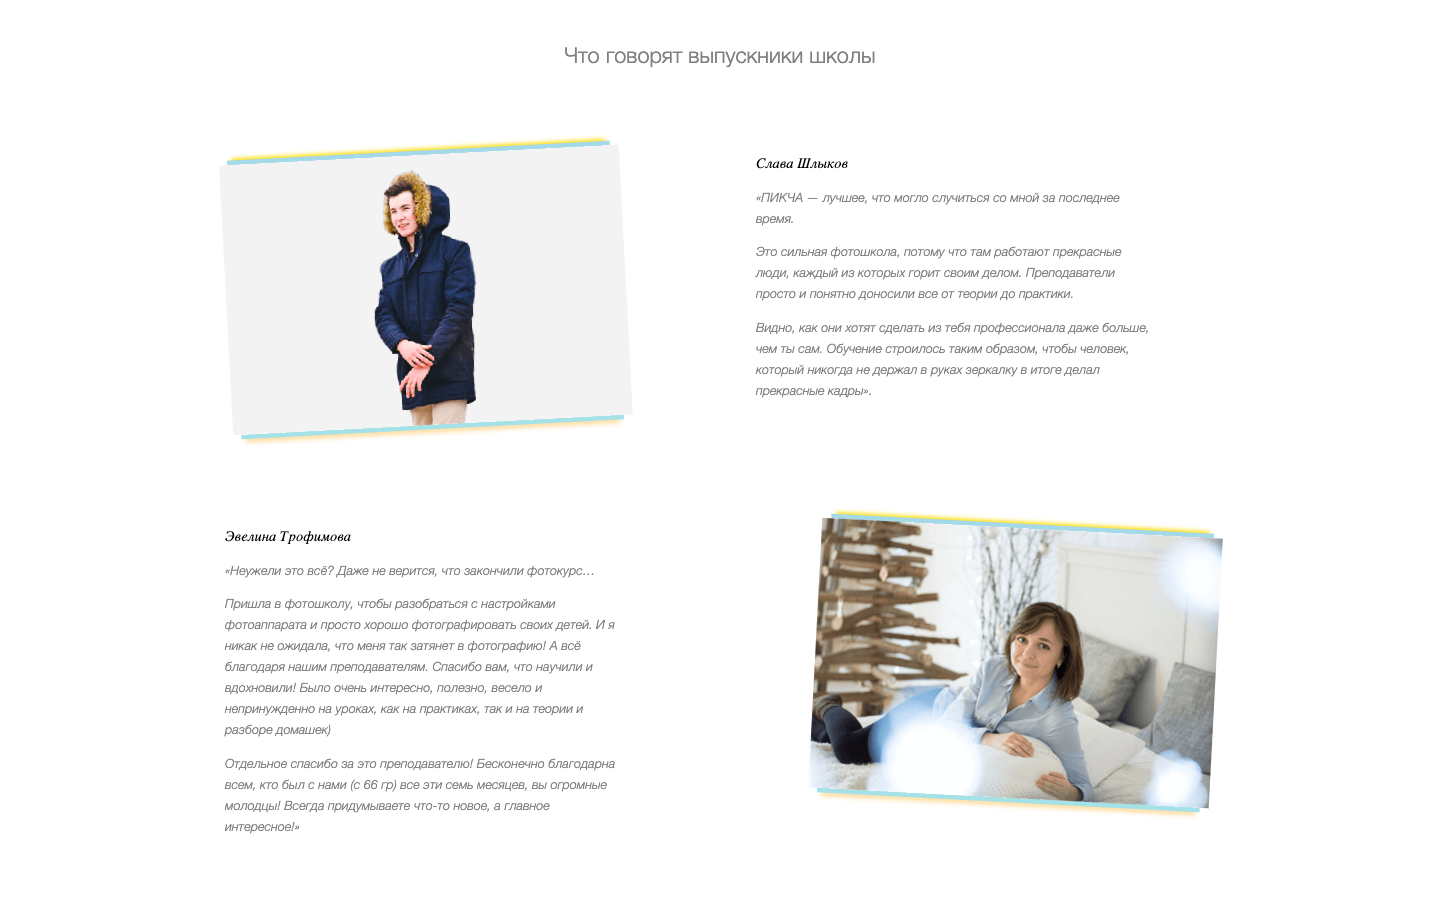 Что говорят выпускники школы
Слава Шлыков
«ПИКЧА — лучшее, что могло случиться со мной за последнее
время.
Это сильная фотошкола, потому что там работают прекрасные
люди, каждый из которых горит своим делом. Преподаватели
просто и понятно доносили все от теории до практики.
Видно, как они хотят сделать из тебя профессионала даже больше,
чем ты сам. Обучение строилось таким образом, чтобы человек,
который никогда не держал в руках зеркалку в итоге делал
прекрасные кадры».
Эвелина Трофимова
«Неужели это всё? Даже не верится, что закончили фотокурс…
Пришла в фотошколу, чтобы разобраться с настройками
фотоаппарата и просто хорошо фотографировать своих детей. И я
никак не ожидала, что меня так затянет в фотографию! А всё
благодаря нашим преподавателям. Спасибо вам, что научили и
вдохновили! Было очень интересно, полезно, весело и
непринужденно на уроках, как на практиках, так и на теории и
разборе домашек)
Отдельное спасибо за это преподавателю! Бесконечно благодарна
всем, кто был с нами (с 66 гр) все эти семь месяцев, вы огромные
молодцы! Всегда придумываете что-то новое, а главное
интересное!»